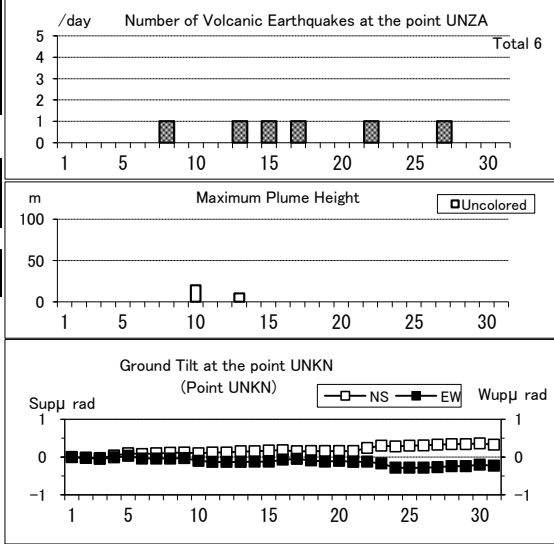 /day Number of Volcanic Earthquakes at the point UNZA
Total 6
5
4
3
2
1
0
1 5 10 15 20 25 30
m Maximum Plume Height
Uncolored
100
50
0
1 5 10 15 20 25 30
Ground Tilt at the point UNKN
(Point UNKN)
NS EW
Supμ rad Wupμ rad
1 1
0 0
-1 -1
1 5 10 15 20 25 30